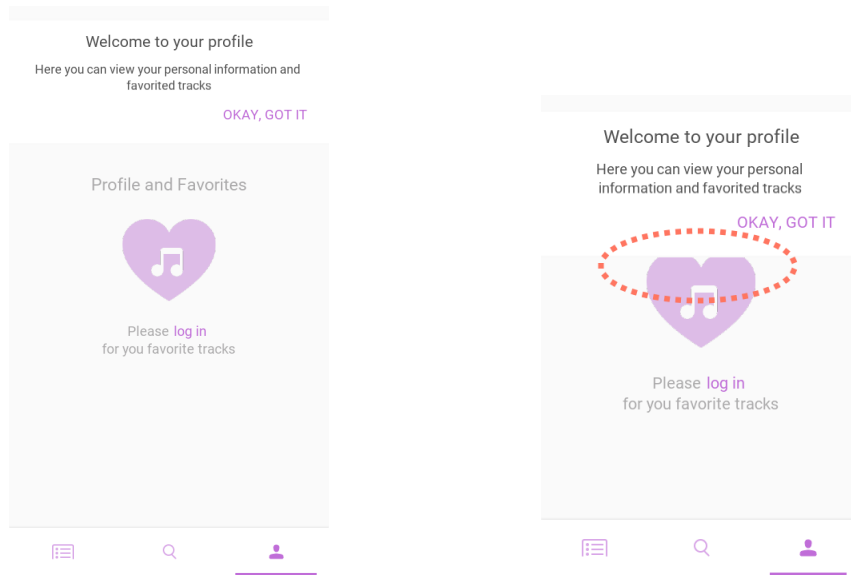 Welcome to your profile
Here you can view your personal information and
favorited tracks
OKAY, GOT IT
Profile and Favorites
Please log in
for you favorite tracks
Welcome to your profile
Here you can view your personal
information and favorited tracks
OKAY, GOT IT
Please log in
for you favorite tracks